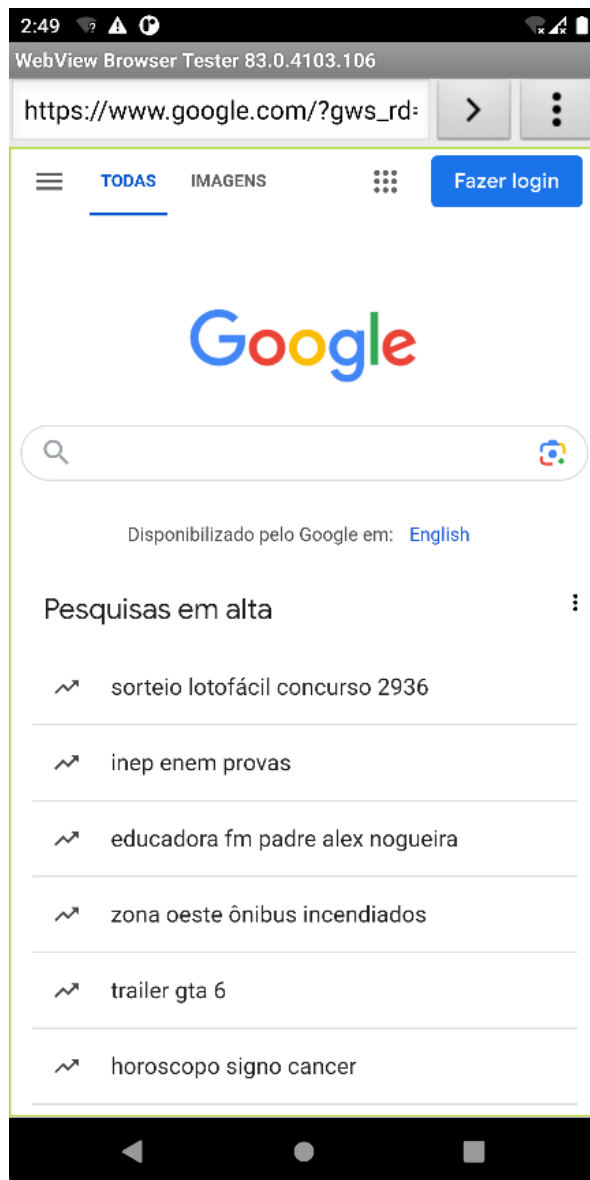 2:49
WebView Browser Tester 83.0.4103.106
https://www.google.com/?gws_rd=
TODAS IMAGENS Fazer login
Google
Disponibilizado pelo Google em: English
Pesquisas em alta
sorteio lotofácil concurso 2936
inep enem provas
educadora fm padre alex nogueira
zona oeste ônibus incendiados
trailer gta 6
horoscopo signo cancer